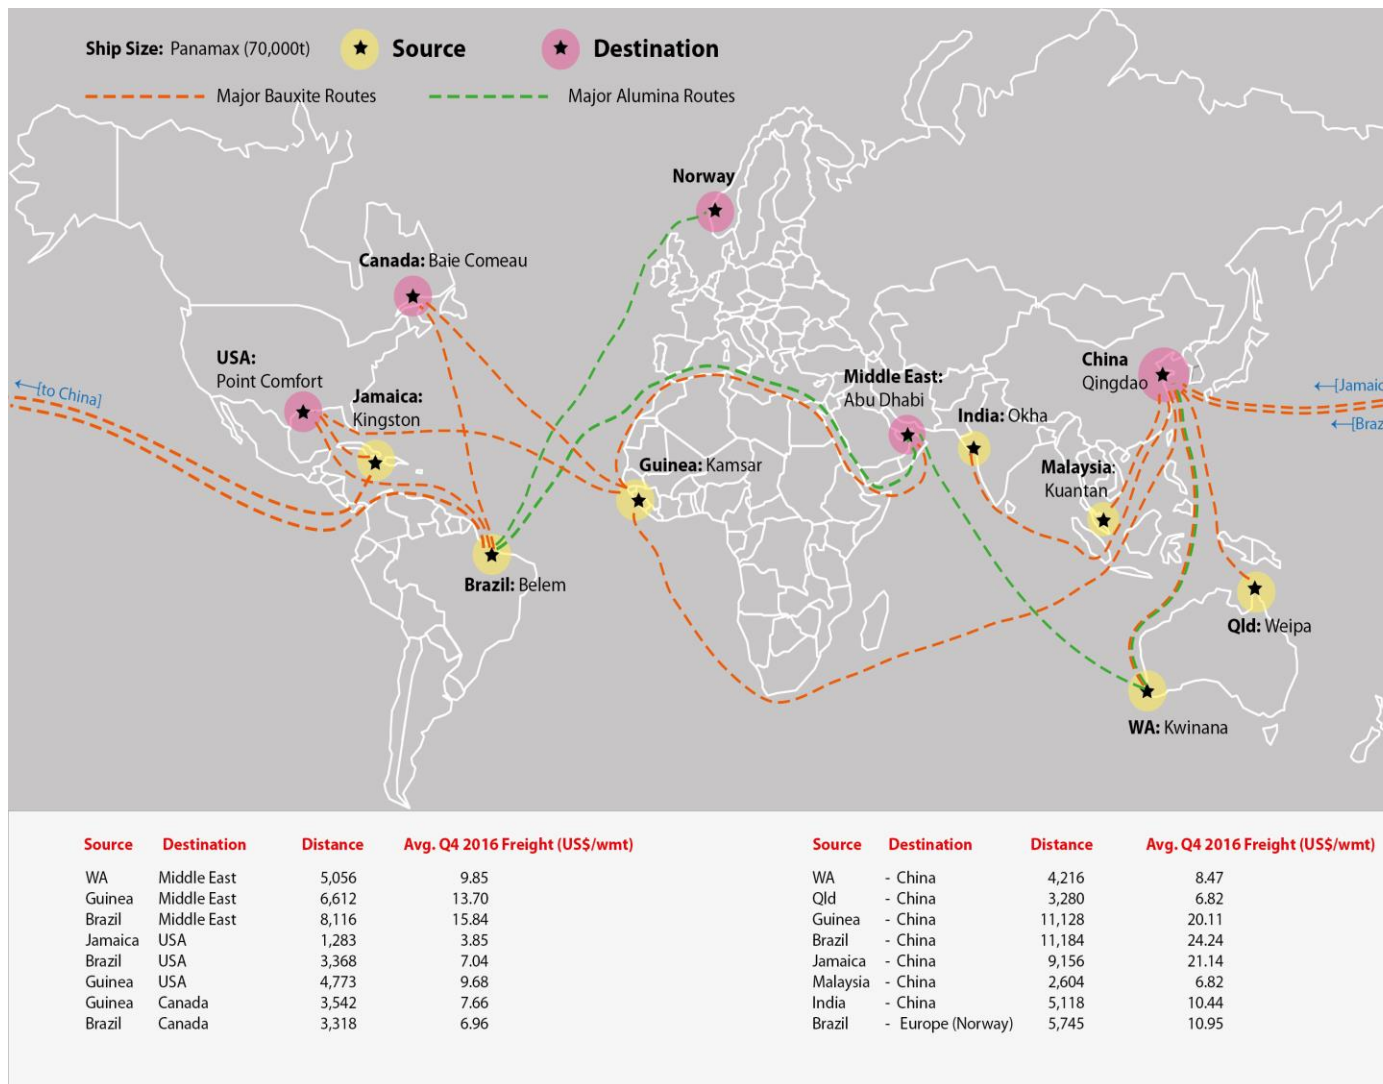 Ship Size: Panamax (70,000t)
Source
Destination
Major Bauxite Routes
Major Alumina Routes
Norway
Canada: Baie Comeau
USA:
Point Comfort
Jamaica:
Kingston
←[to China]
Middle East:
Abu Dhabi
India: Okha
China
Qingdao
←[Jamaic
←[Braz
Guinea: Kamsar
Malaysia:
Kuantan
Brazil: Belem
Qld: Weipa
WA: Kwinana
Source Destination Distance Avg. Q4 2016 Freight (US$/wmt)
WA Middle East 5,056 9.85
Guinea Middle East 6,612 13.70
Brazil Middle East 8,116 15.84
Jamaica USA 1,283 3.85
Brazil USA 3,368 7.04
Guinea USA 4,773 9.68
Guinea Canada 3,542 7.66
Brazil Canada 3,318 6.96
Source Destination Distance Avg. Q4 2016 Freight (US$/wmt)
WA - China 4,216 8.47
Qld - China 3,280 6.82
Guinea - China 11,128 20.11
Brazil - China 11,184 24.24
Jamaica - China 9,156 21.14
Malaysia - China 2,604 6.82
India - China 5,118 10.44
Brazil - Europe (Norway) 5,745 10.95